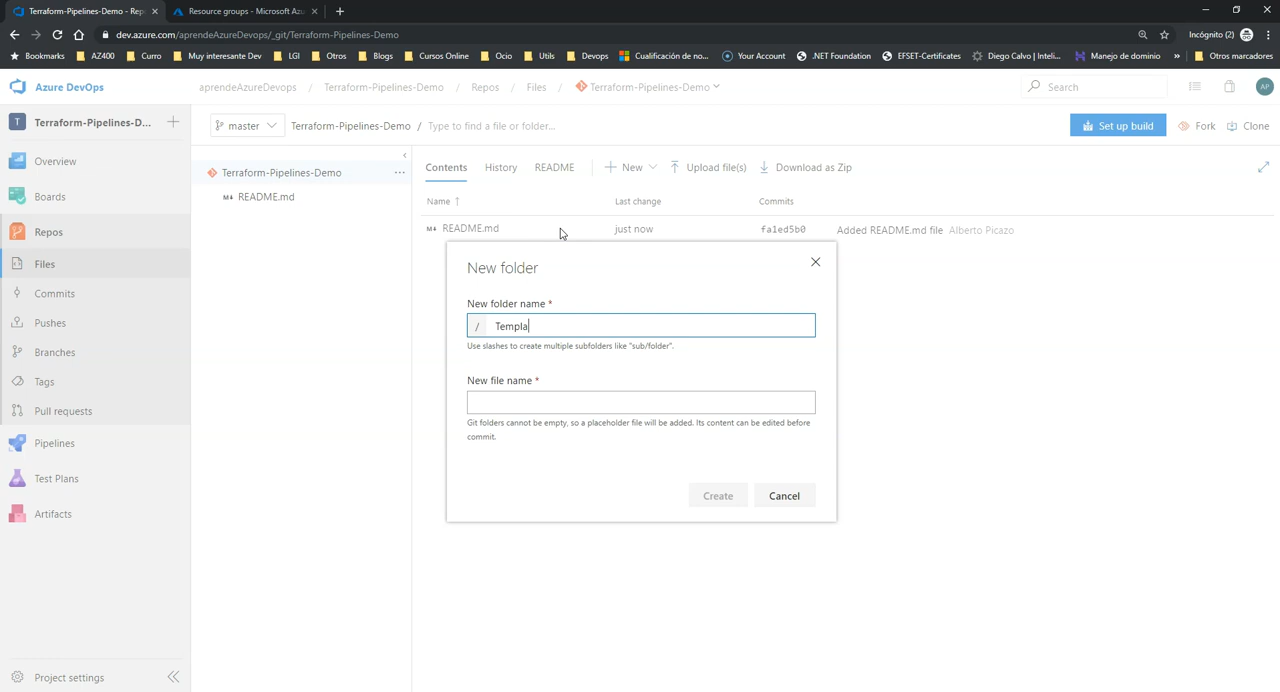 Terraform-Pipelines-Demo - Rep
Resource groups - Microsoft Azu
dev.azure.com/aprendeAzureDevops/_git/Terraform-Pipelines-Demo
Incógnito (2)
Bookmarks
AZ400
Curro
Muy interesante Dev
LGI
Otros
Blogs
Cursos Online
Ocio
Utils
Devops
Cualificación de no...
Your Account
.NET Foundation
EFSET-Certificates
Diego Calvo | Inteli...
Manejo de dominio
»
Otros marcadores
Azure DevOps
aprendeAzureDevops / Terraform-Pipelines-Demo / Repos / Files / Terraform-Pipelines-Demo
Search
AP
T Terraform-Pipelines-D...
master
Terraform-Pipelines-Demo / Type to find a file or folder...
Set up build
Fork
Clone
Overview
Boards
Repos
Files
Commits
Pushes
Branches
Tags
Pull requests
Pipelines
Test Plans
Artifacts
Project settings
Terraform-Pipelines-Demo
README.md
Contents
History
README
New
Upload file(s)
Download as Zip
Name ↑
Last change
Commits
M↓ README.md
just now
fa1ed5b0
Added README.md file Alberto Picazo
New folder
New folder name *
/ Templa
Use slashes to create multiple subfolders like "sub/folder".
New file name *
Git folders cannot be empty, so a placeholder file will be added. Its content can be edited before
commit.
Create
Cancel